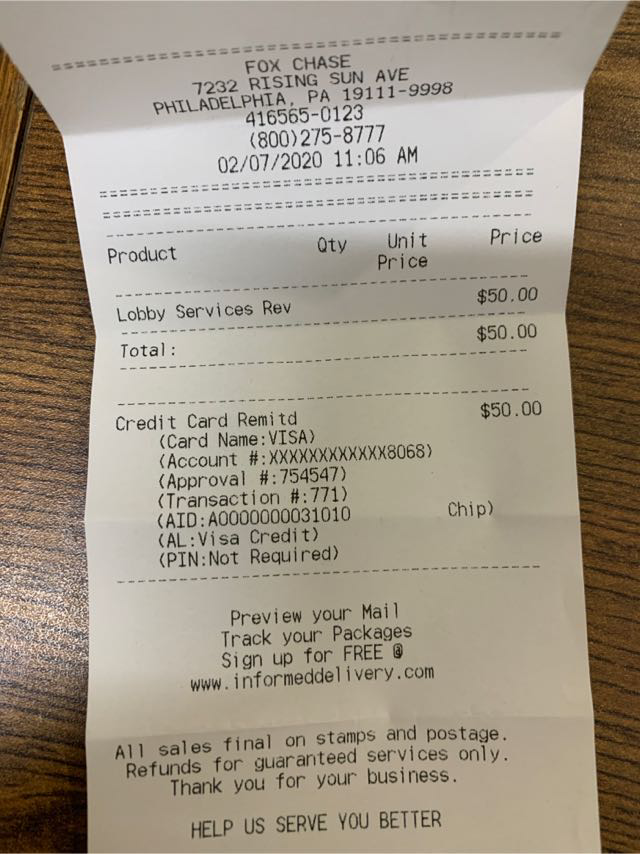 ================================================
FOX CHASE
7232 RISING SUN AVE
PHILADELPHIA, PA 19111-9998
416565-0123
(800)275-8777
02/07/2020 11:06 AM
================================================
================================================
------------------------------------------------
Product Qty Unit Price
Price
------------------------------------------------
Lobby Services Rev $50.00
------------------------------------------------
Total: $50.00
------------------------------------------------
------------------------------------------------
Credit Card Remitd $50.00
(Card Name:VISA)
(Account #:XXXXXXXXXXXX8068)
(Approval #:754547)
(Transaction #:771)
(AID:A0000000031010 Chip)
(AL:Visa Credit)
(PIN:Not Required)
------------------------------------------------
Preview your Mail
Track your Packages
Sign up for FREE @
www.informeddelivery.com
All sales final on stamps and postage.
Refunds for guaranteed services only.
Thank you for your business.
HELP US SERVE YOU BETTER